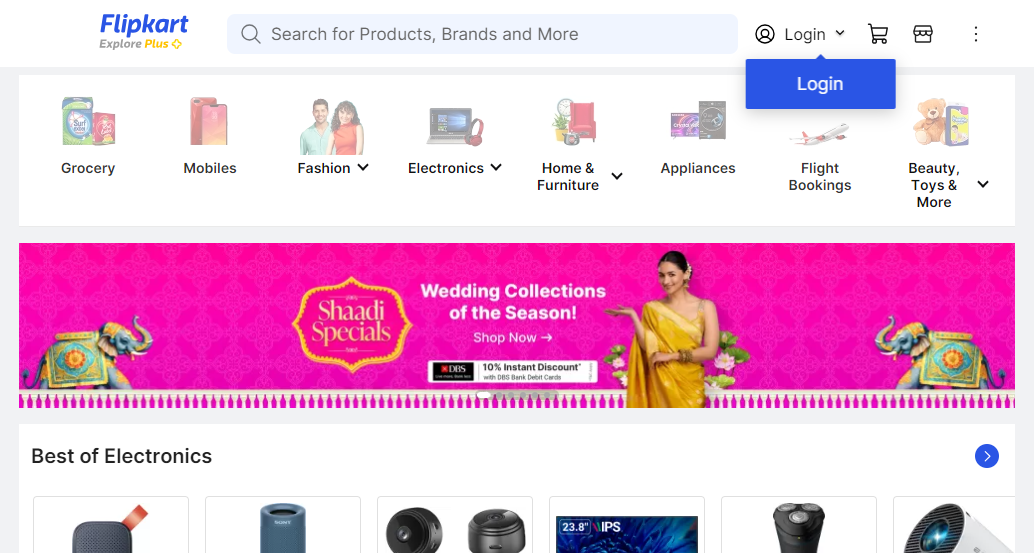 Flipkart
Explore Plus
Search for Products, Brands and More
Login
Login
Surf excel
Grocery
Mobiles
Fashion
Electronics
Home &
Furniture
Appliances
Flight
Bookings
Beauty,
Toys &
More
Shaadi
Specials
Wedding Collections
of the Season!
Shop Now →
DBS
10% Instant Discount*
with DBS Bank Debit Cards
Best of Electronics
23.8" IPS